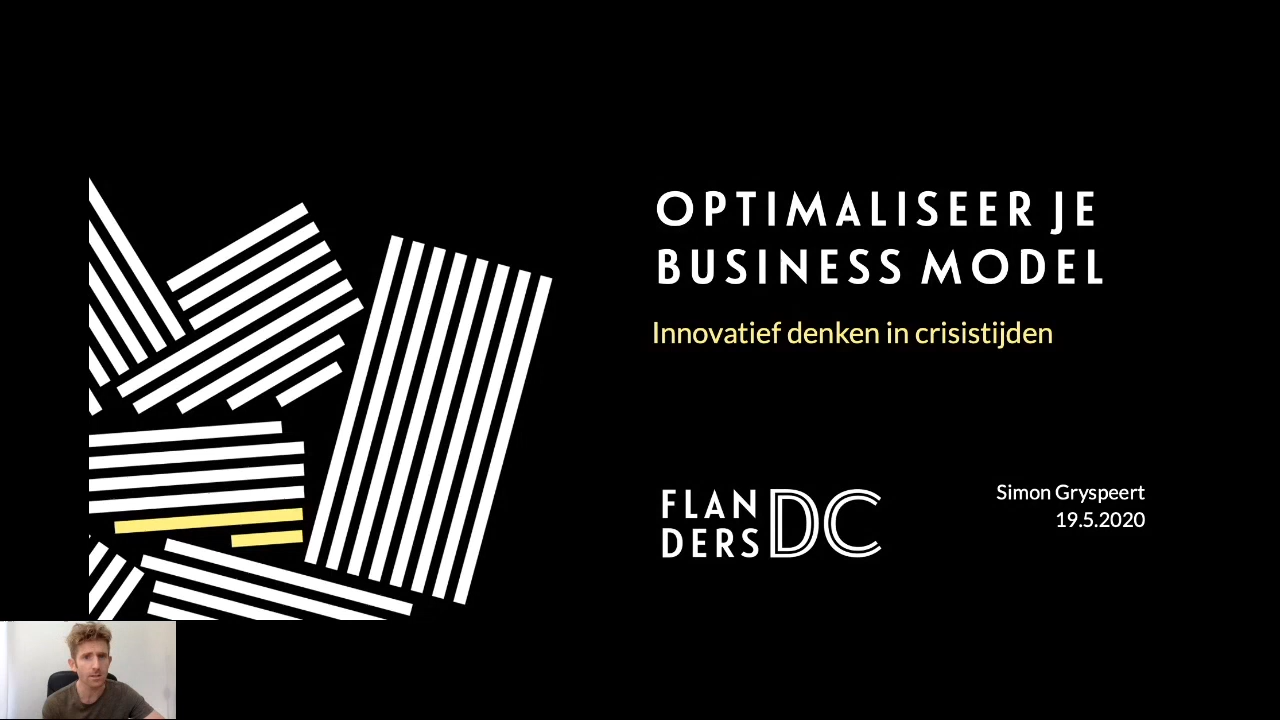 OPTIMALISEER JE
BUSINESS MODEL
Innovatief denken in crisistijden
FLAN
DERS DC
Simon Gryspeert
19.5.2020